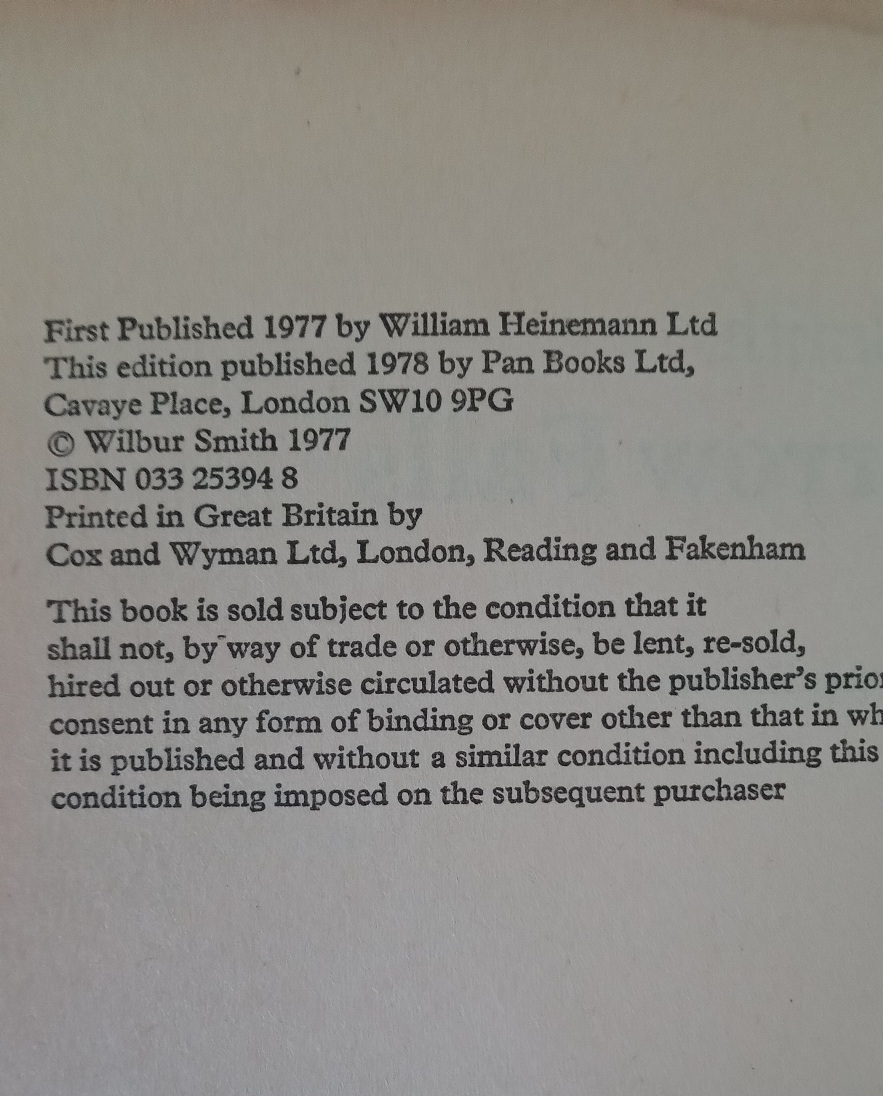 First Published 1977 by William Heinemann Ltd
This edition published 1978 by Pan Books Ltd,
Cavaye Place, London SW10 9PG
© Wilbur Smith 1977
ISBN 033 25394 8
Printed in Great Britain by
Cox and Wyman Ltd, London, Reading and Fakenham
This book is sold subject to the condition that it
shall not, by way of trade or otherwise, be lent, re-sold,
hired out or otherwise circulated without the publisher's prior
consent in any form of binding or cover other than that in wh
it is published and without a similar condition including this
condition being imposed on the subsequent purchaser